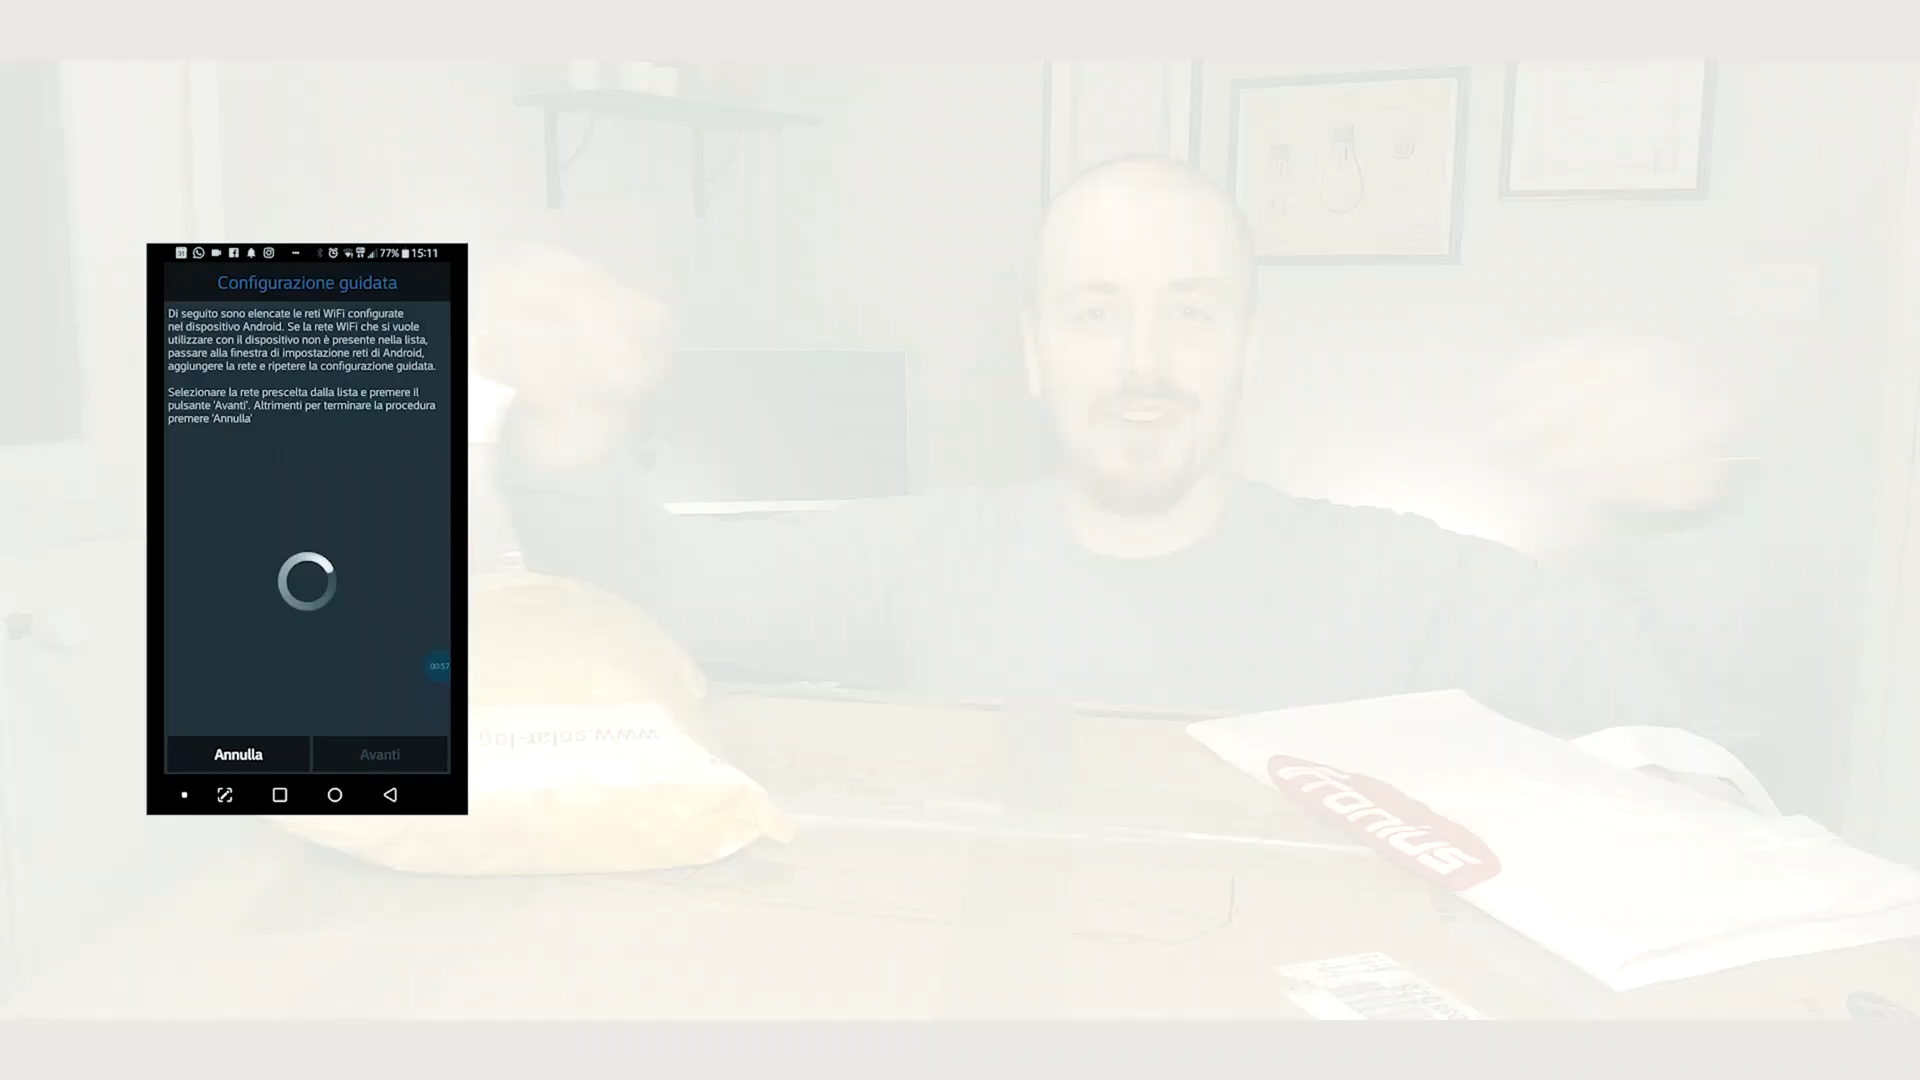 77% 15:11
Configurazione guidata
Di seguito sono elencate le reti WiFi configurate
nel dispositivo Android. Se la rete WiFi che si vuole
utilizzare con il dispositivo non è presente nella lista,
passare alla finestra di impostazione reti di Android,
aggiungere la rete e ripetere la configurazione guidata.
Selezionare la rete prescelta dalla lista e premere il
pulsante 'Avanti'. Altrimenti per terminare la procedura
premere 'Annulla'
00:57
Annulla Avanti
www.solar-log
Fronius